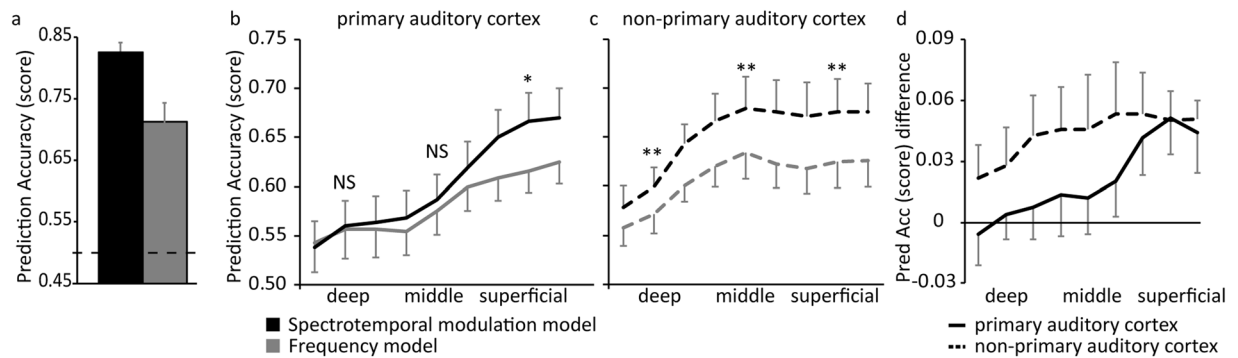 a
Prediction Accuracy (score)
0.85
0.75
0.65
0.55
0.45
b
primary auditory cortex
Prediction Accuracy (score)
0.75
0.70
0.65
0.60
0.55
0.50
NS
NS
*
deep middle superficial
c
non-primary auditory cortex
**
**
**
deep middle superficial
Spectrotemporal modulation model
Frequency model
d
Pred Acc (score) difference
0.09
0.06
0.03
0
-0.03
deep middle superficial
primary auditory cortex
non-primary auditory cortex